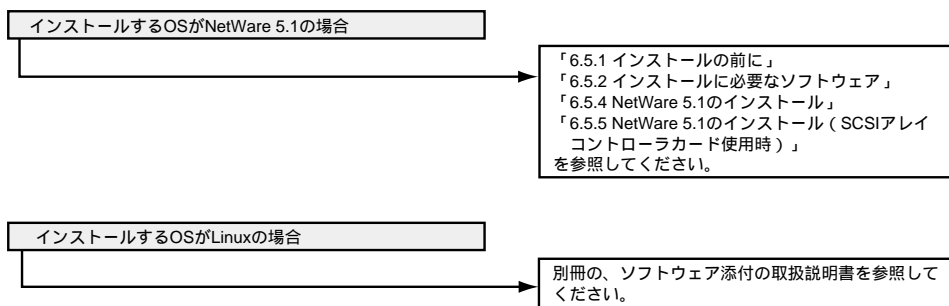 インストールするOSがNetWare 5.1の場合
「6.5.1 インストールの前に」
「6.5.2 インストールに必要なソフトウェア」
「6.5.4 NetWare 5.1のインストール」
「6.5.5 NetWare 5.1のインストール（SCSIアレイ
コントローラカード使用時）」
を参照してください。
インストールするOSがLinuxの場合
別冊の、ソフトウェア添付の取扱説明書を参照して
ください。